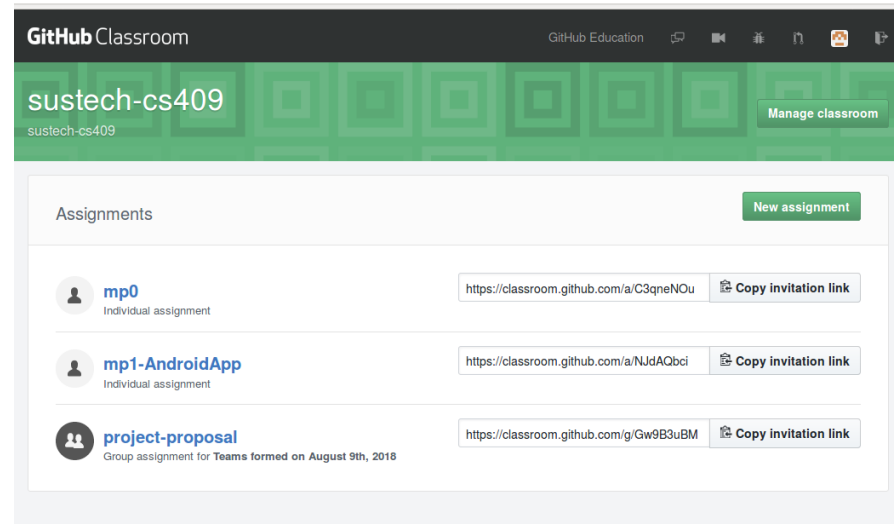 GitHub Classroom
GitHub Education
sustech-cs409
sustech-cs409
Manage classroom
Assignments
New assignment
mp0
Individual assignment
https://classroom.github.com/a/C3qneNOu
Copy invitation link
mp1-AndroidApp
Individual assignment
https://classroom.github.com/a/NJdAQbci
Copy invitation link
project-proposal
Group assignment for Teams formed on August 9th, 2018
https://classroom.github.com/g/Gw9B3uBM
Copy invitation link